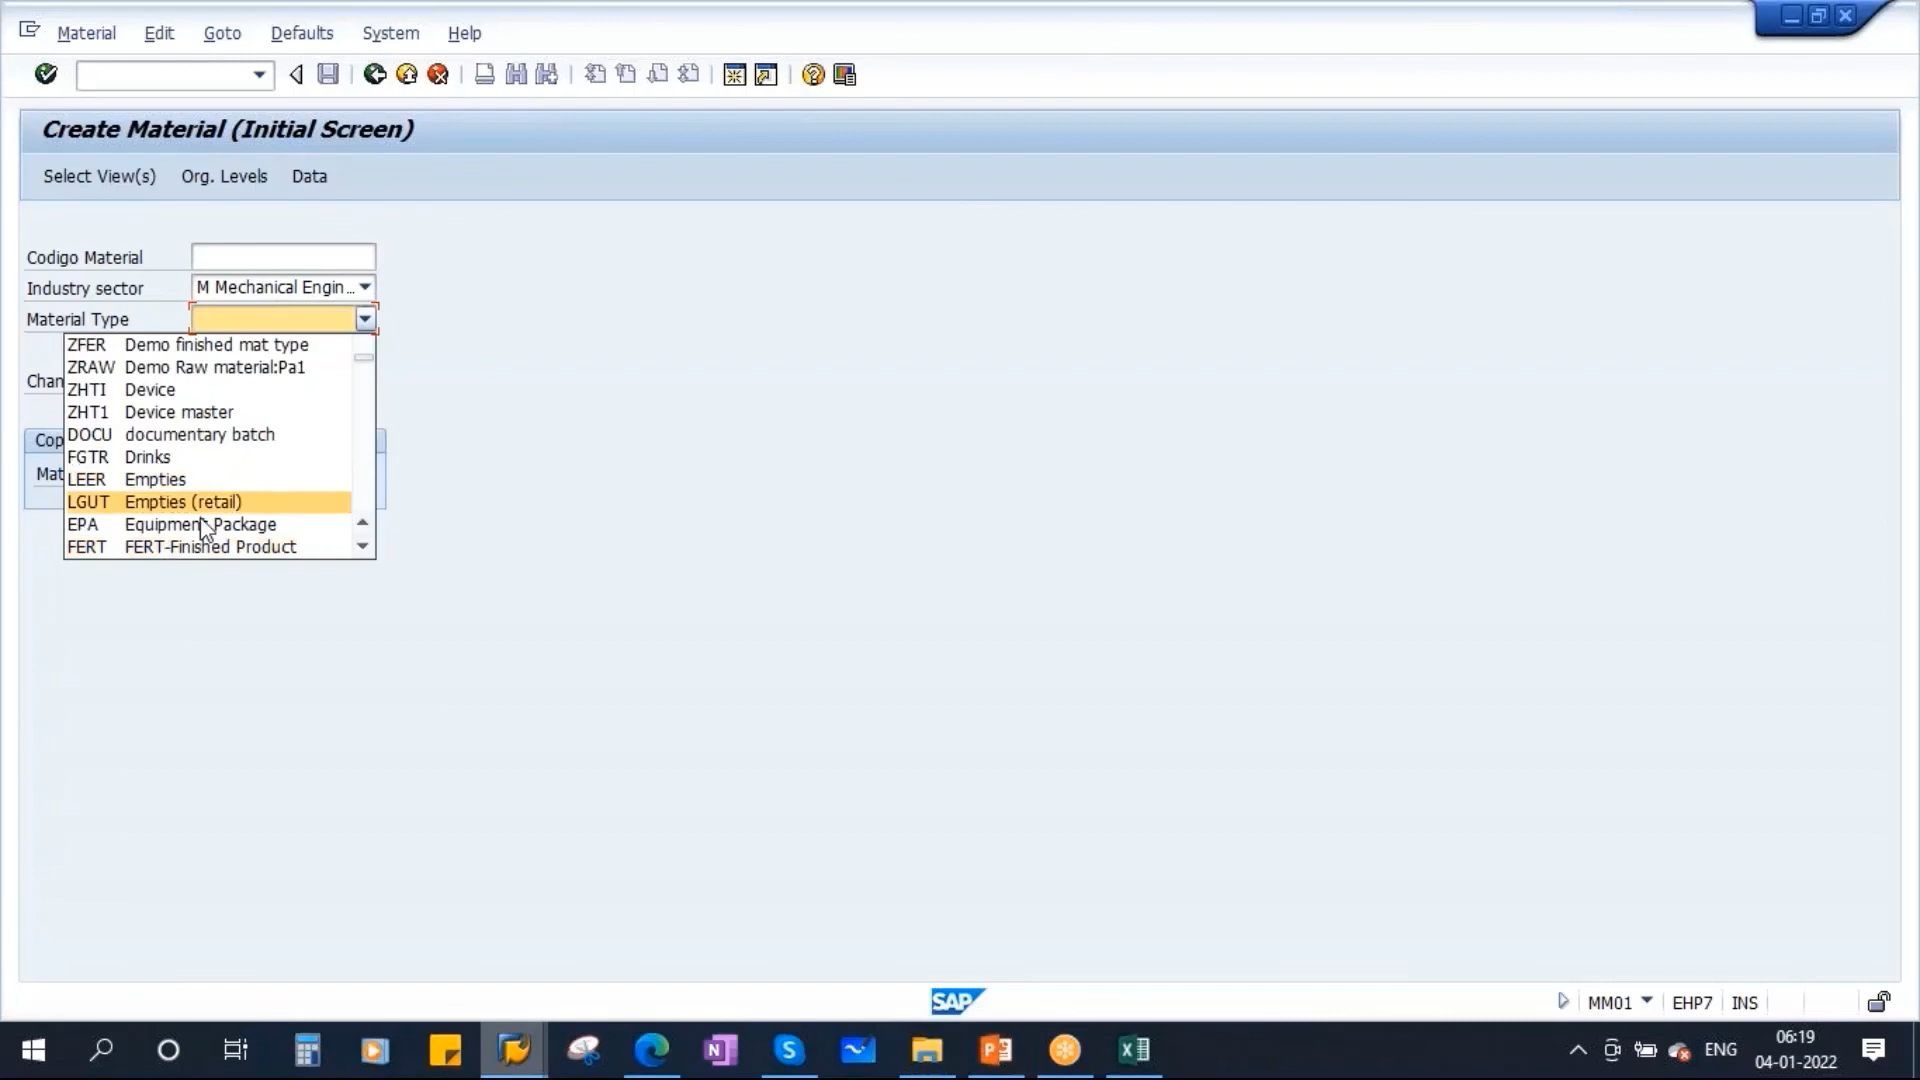 Material Edit Goto Defaults System Help
Create Material (Initial Screen)
Select View(s) Org. Levels Data
Codigo Material
Industry sector M Mechanical Engin...
Material Type
ZFER Demo finished mat type
ZRAW Demo Raw material:Pa1
Chan
ZHTI Device
ZHT1 Device master
DOCU documentary batch
Cop
FGTR Drinks
Mat
LEER Empties
LGUT Empties (retail)
EPA Equipment Package
FERT FERT-Finished Product
SAP
MM01 EHP7 INS
ENG
06:19
04-01-2022